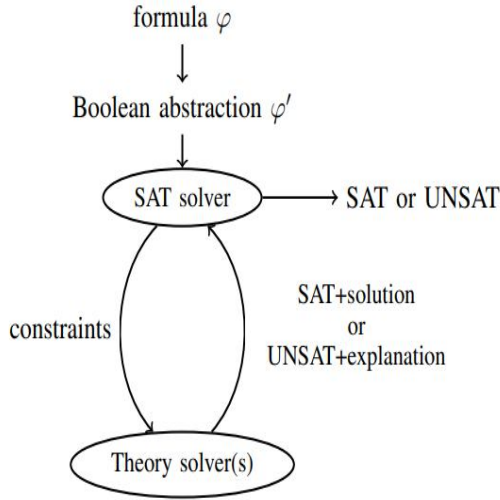 formula φ
Boolean abstraction φ′
SAT solver
SAT or UNSAT
constraints
SAT+solution
or
UNSAT+explanation
Theory solver(s)